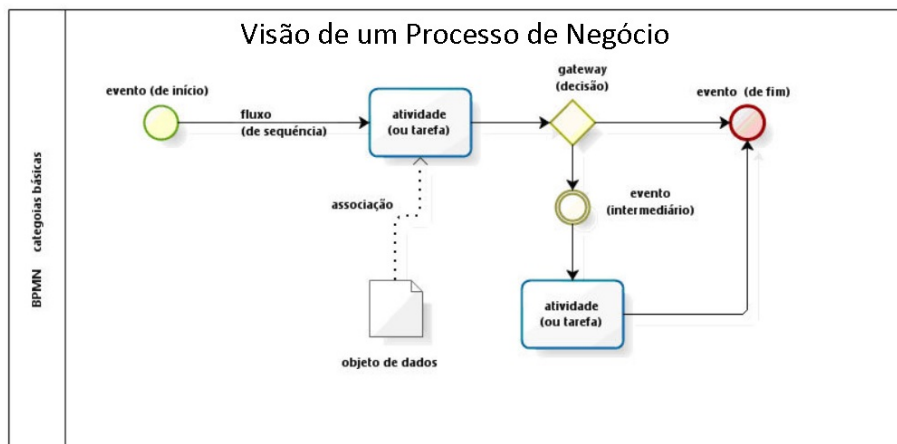 Visão de um Processo de Negócio
BPMN categoias básicas
evento (de início)
fluxo
(de sequência)
atividade
(ou tarefa)
gateway
(decisão)
evento (de fim)
associação
evento
(intermediário)
atividade
(ou tarefa)
objeto de dados